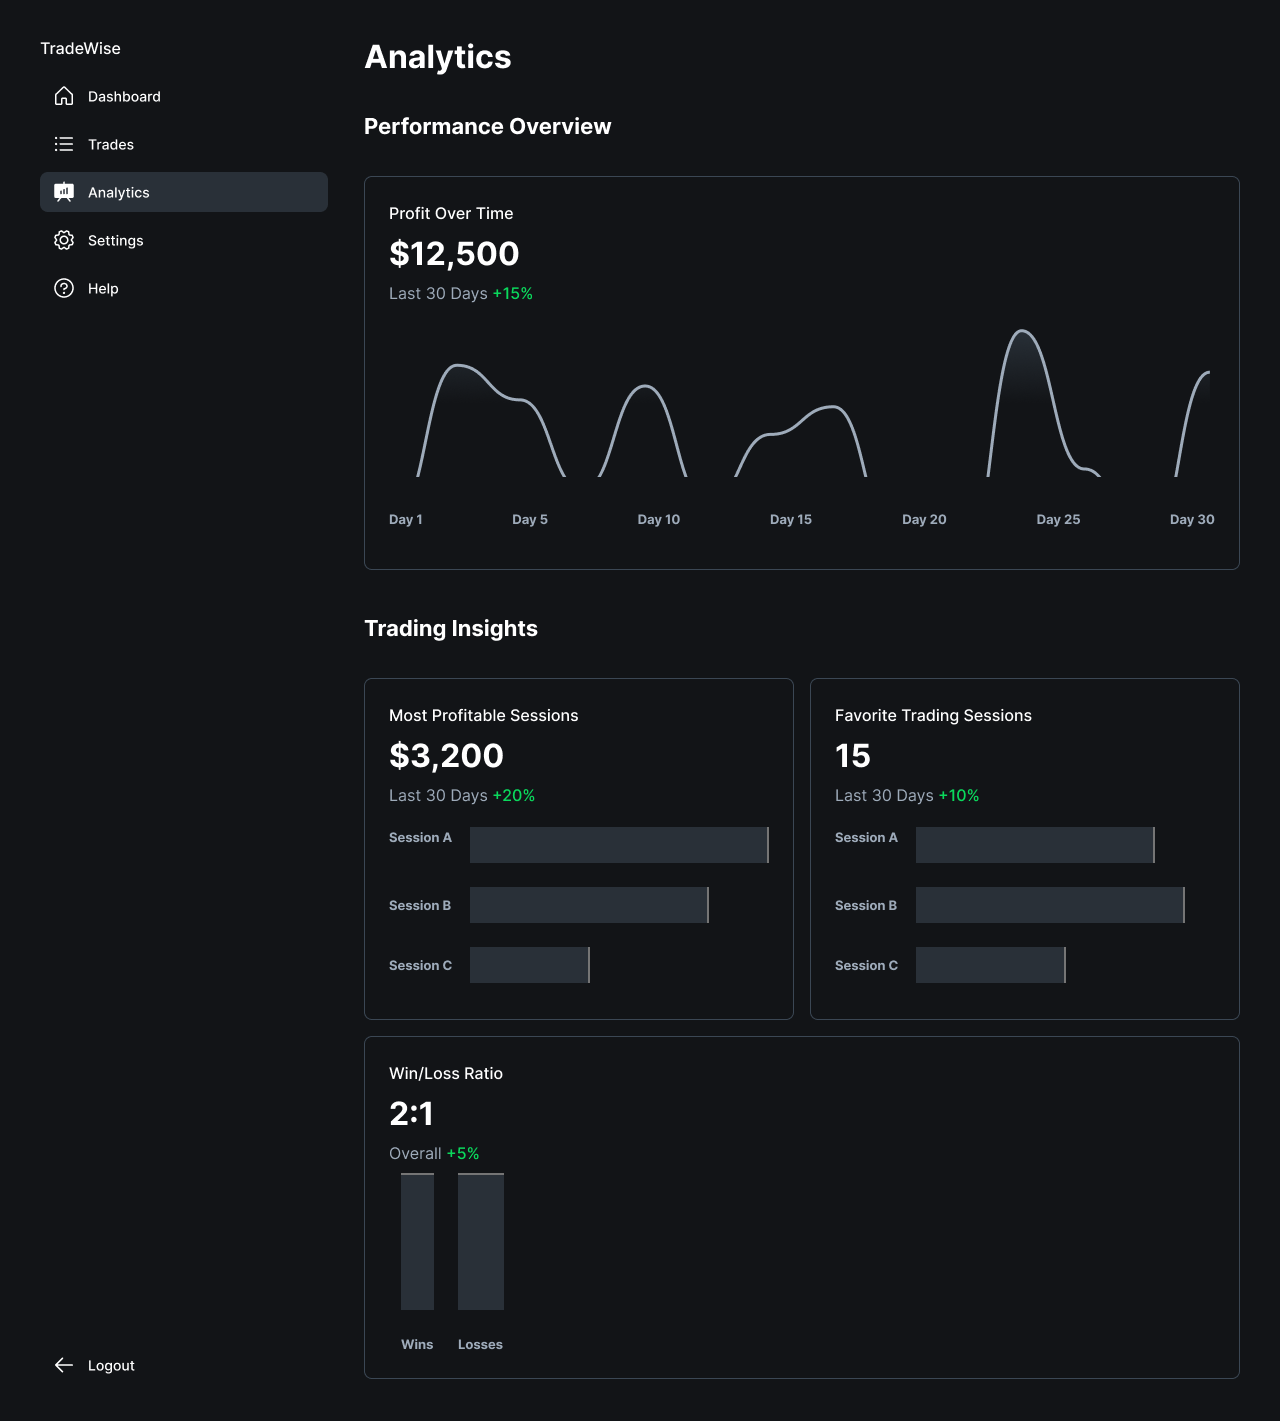 TradeWise
Dashboard
Trades
Analytics
Settings
Help
Logout
Analytics
Performance Overview
Profit Over Time
$12,500
Last 30 Days +15%
Day 1 Day 5 Day 10 Day 15 Day 20 Day 25 Day 30
Trading Insights
Most Profitable Sessions
$3,200
Last 30 Days +20%
Session A
Session B
Session C
Favorite Trading Sessions
15
Last 30 Days +10%
Session A
Session B
Session C
Win/Loss Ratio
2:1
Overall +5%
Wins Losses